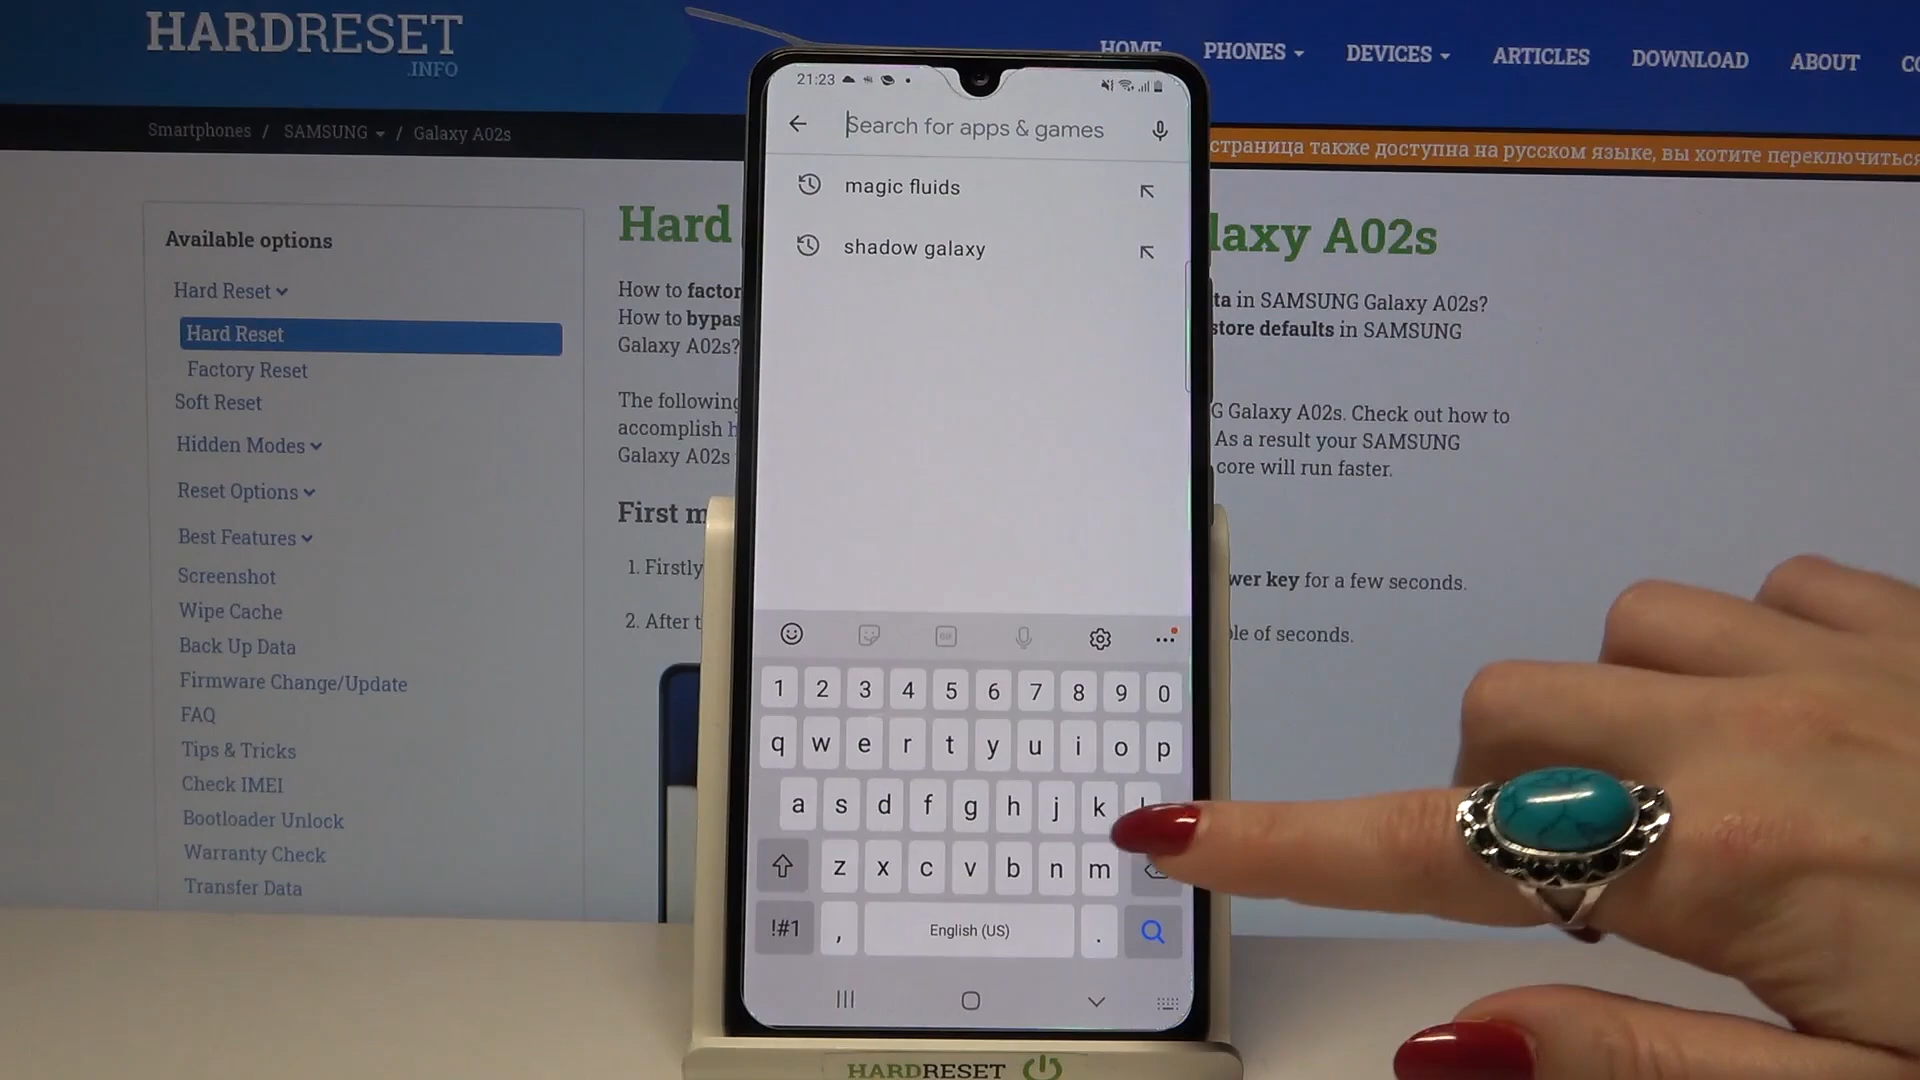 HARDRESET
.INFO
HOME PHONES DEVICES ARTICLES DOWNLOAD ABOUT
Smartphones / SAMSUNG / Galaxy A02s
страница также доступна на русском языке, вы хотите переключиться
Available options
Hard Reset
Hard Reset
Factory Reset
Soft Reset
Hidden Modes
Reset Options
Best Features
Screenshot
Wipe Cache
Back Up Data
Firmware Change/Update
FAQ
Tips & Tricks
Check IMEI
Bootloader Unlock
Warranty Check
Transfer Data
Hard
laxy A02s
How to factor
ta in SAMSUNG Galaxy A02s?
How to bypas
store defaults in SAMSUNG
Galaxy A02s?
The following
G Galaxy A02s. Check out how to
accomplish h
As a result your SAMSUNG
Galaxy A02s
core will run faster.
First m
1. Firstly
wer key for a few seconds.
2. After t
ple of seconds.
21:23
Search for apps & games
magic fluids
shadow galaxy
GIF
1 2 3 4 5 6 7 8 9 0
q w e r t y u i o p
a s d f g h j k
z x c v b n m
!#1 , English (US) .
HARDRESET